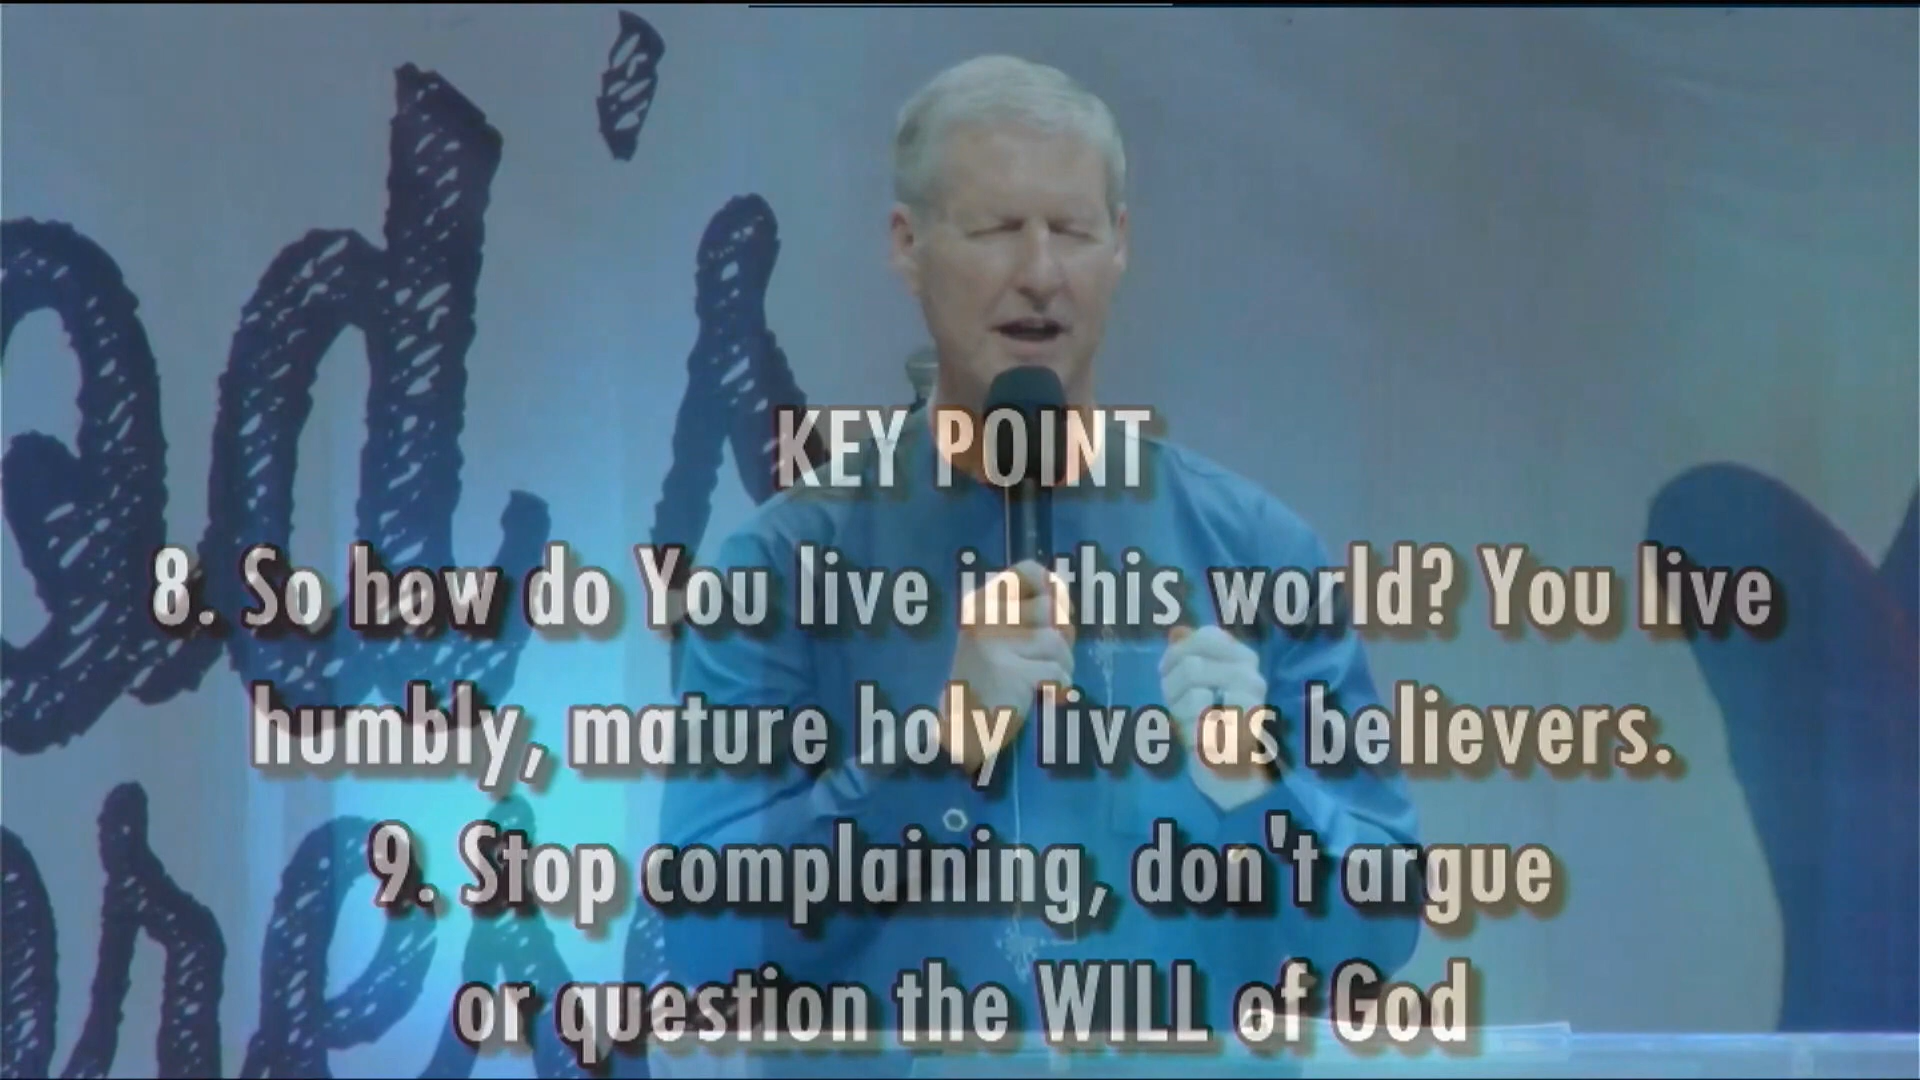 od's
KEY POINT
8. So how do You live in this world? You live
humbly, mature holy live as believers.
9. Stop complaining, don't argue
or question the WILL of God